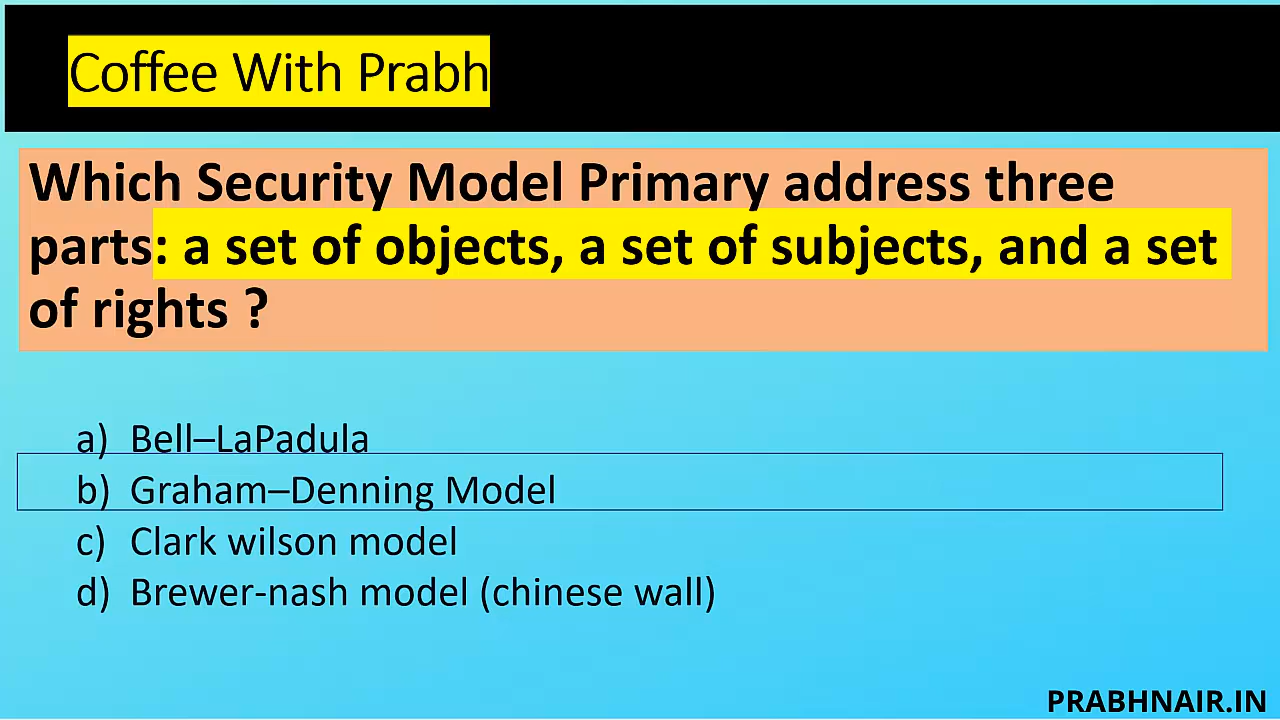 Coffee With Prabh
Which Security Model Primary address three
parts: a set of objects, a set of subjects, and a set
of rights ?
a) Bell–LaPadula
b) Graham–Denning Model
c) Clark wilson model
d) Brewer-nash model (chinese wall)
PRABHNAIR.IN